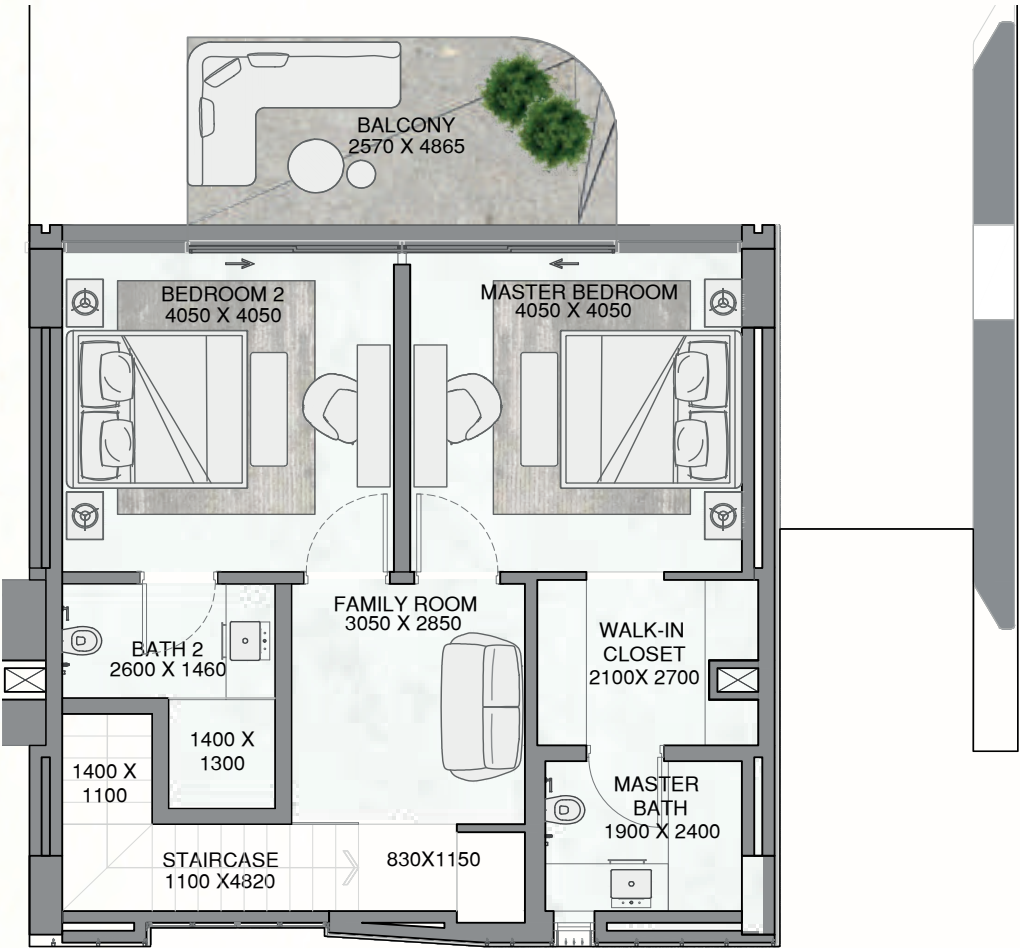 BALCONY
2570 X 4865
BEDROOM 2
4050 X 4050
MASTER BEDROOM
4050 X 4050
FAMILY ROOM
3050 X 2850
BATH 2
2600 X 1460
WALK-IN
CLOSET
2100X 2700
1400 X
1300
1400 X
1100
MASTER
BATH
1900 X 2400
STAIRCASE
1100 X4820
830X1150